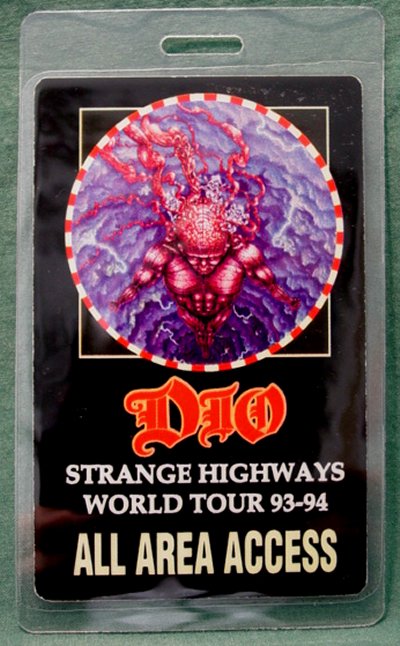 DIO
STRANGE HIGHWAYS
WORLD TOUR 93-94
ALL AREA ACCESS